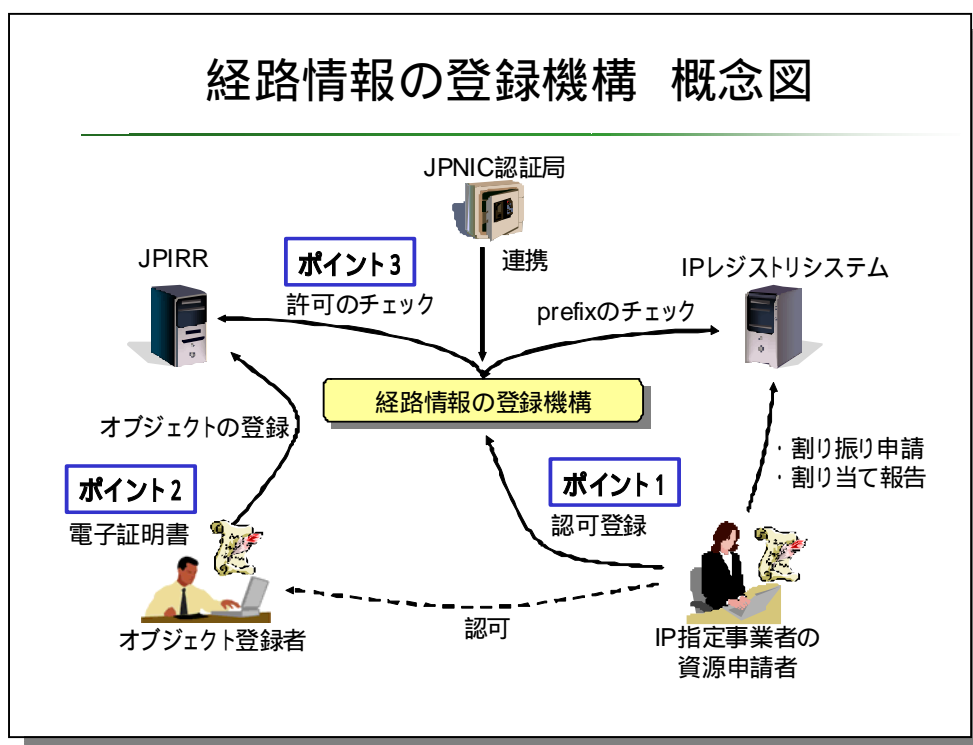 経路情報の登録機構 概念図
JPNIC認証局
連携
JPIRR
ポイント3
許可のチェック
IPレジストリシステム
prefixのチェック
経路情報の登録機構
オブジェクトの登録
・割り振り申請
・割り当て報告
ポイント2
電子証明書
ポイント1
認可登録
オブジェクト登録者
認可
IP指定事業者の
資源申請者